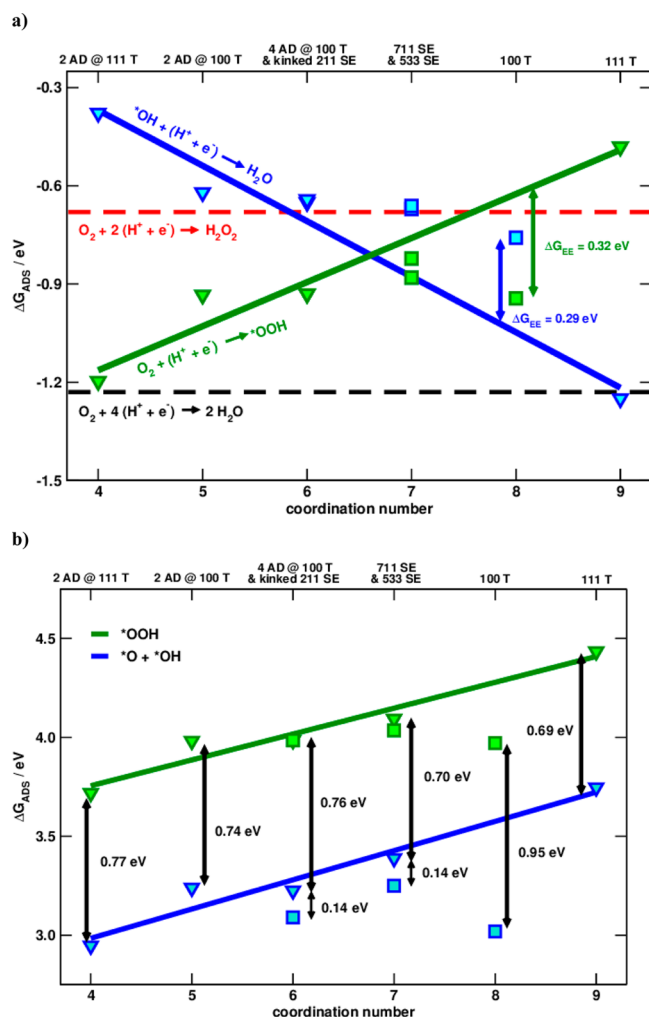 a)
2 AD @ 111 T
2 AD @ 100 T
4 AD @ 100 T
& kinked 211 SE
711 SE
& 533 SE
100 T
111 T
-0.3
-0.6
-0.9
-1.2
-1.5
ΔG_ADS / eV
*OH + (H⁺ + e⁻) → H₂O
O₂ + 2 (H⁺ + e⁻) → H₂O₂
ΔG_EE = 0.32 eV
ΔG_EE = 0.29 eV
O₂ + (H⁺ + e⁻) → *OOH
O₂ + 4 (H⁺ + e⁻) → 2 H₂O
4 5 6 7 8 9
coordination number
b)
2 AD @ 111 T
2 AD @ 100 T
4 AD @ 100 T
& kinked 211 SE
711 SE
& 533 SE
100 T
111 T
4.5
4.0
3.5
3.0
ΔG_ADS / eV
*OOH
*O + *OH
0.77 eV
0.74 eV
0.76 eV
0.14 eV
0.70 eV
0.14 eV
0.95 eV
0.69 eV
4 5 6 7 8 9
coordination number